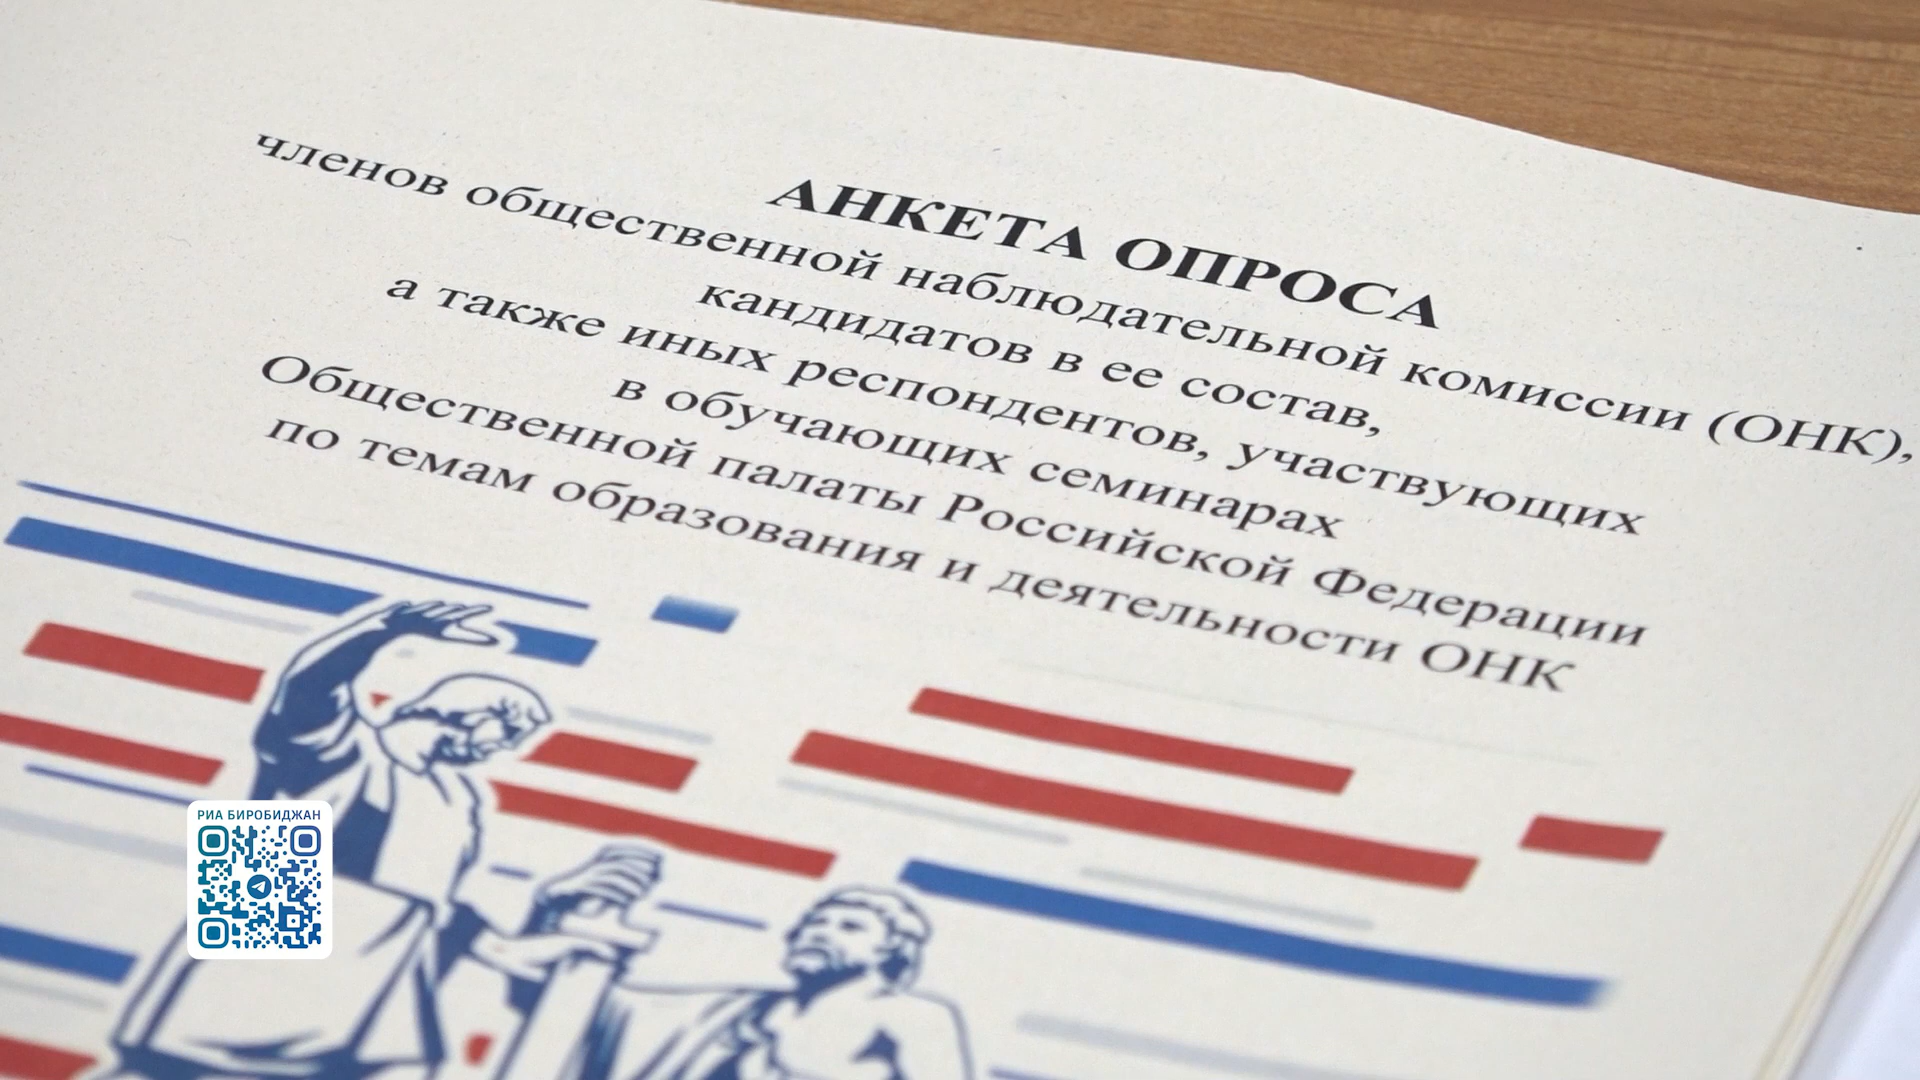 АНКЕТА ОПРОСА
членов общественной наблюдательной комиссии (ОНК),
кандидатов в ее состав,
а также иных респондентов, участвующих
в обучающих семинарах
Общественной палаты Российской Федерации
по темам образования и деятельности ОНК
РИА БИРОБИДЖАН